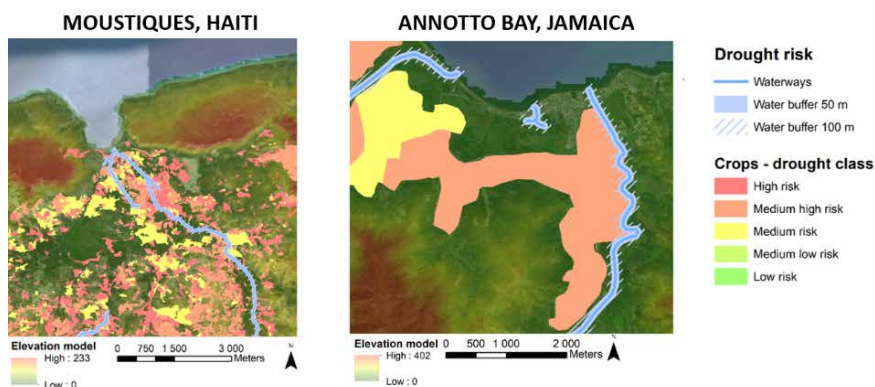 MOUSTIQUES, HAITI
ANNOTTO BAY, JAMAICA
Drought risk
Waterways
Water buffer 50 m
Water buffer 100 m
Crops - drought class
High risk
Medium high risk
Medium risk
Medium low risk
Low risk
Elevation model
High : 233
Low : 0
0 750 1 500 3 000
Meters
N
Elevation model
High : 402
Low : 0
0 500 1 000 2 000
Meters
N